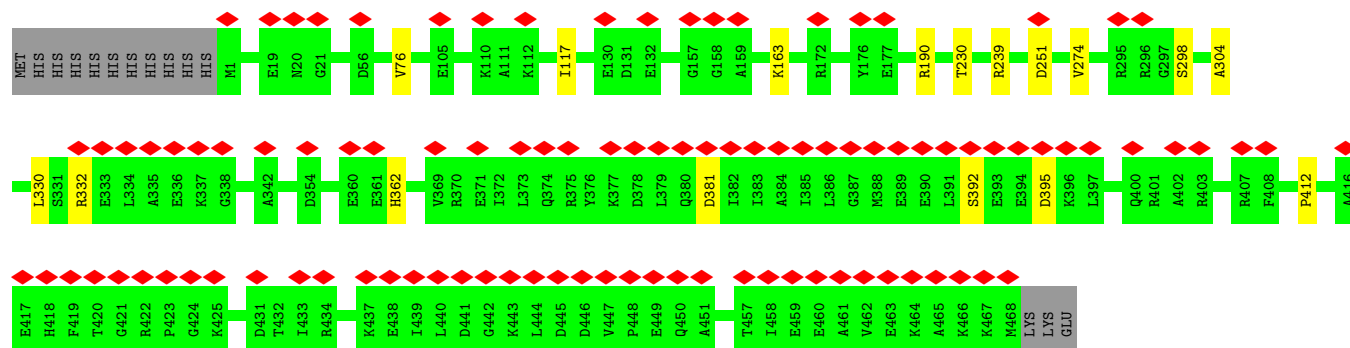 MET HIS HIS HIS HIS HIS HIS HIS HIS HIS HIS M1 E19 N20 G21 D56 V76 E105 K110 A111 K112 I117 E130 D131 E132 G157 G158 A159 K163 R172 Y176 E177 R190 T230 R239 D251 V274 R295 R296 G297 S298 A304
L330 S331 R332 E333 L334 A335 E336 K337 G338 A342 D354 E360 E361 H362 V369 R370 E371 I372 L373 Q374 R375 Y376 K377 D378 L379 Q380 D381 I382 I383 A384 I385 L386 G387 M388 E389 E390 L391 S392 E393 E394 D395 K396 L397 Q400 R401 A402 R403 R407 F408 P412 A416
E417 H418 F419 T420 G421 R422 P423 G424 K425 D431 T432 I433 R434 K437 E438 I439 L440 D441 G442 K443 L444 D445 D446 V447 P448 E449 Q450 A451 T457 I458 E459 E460 A461 V462 E463 K464 A465 K466 K467 M468 LYS LYS GLU